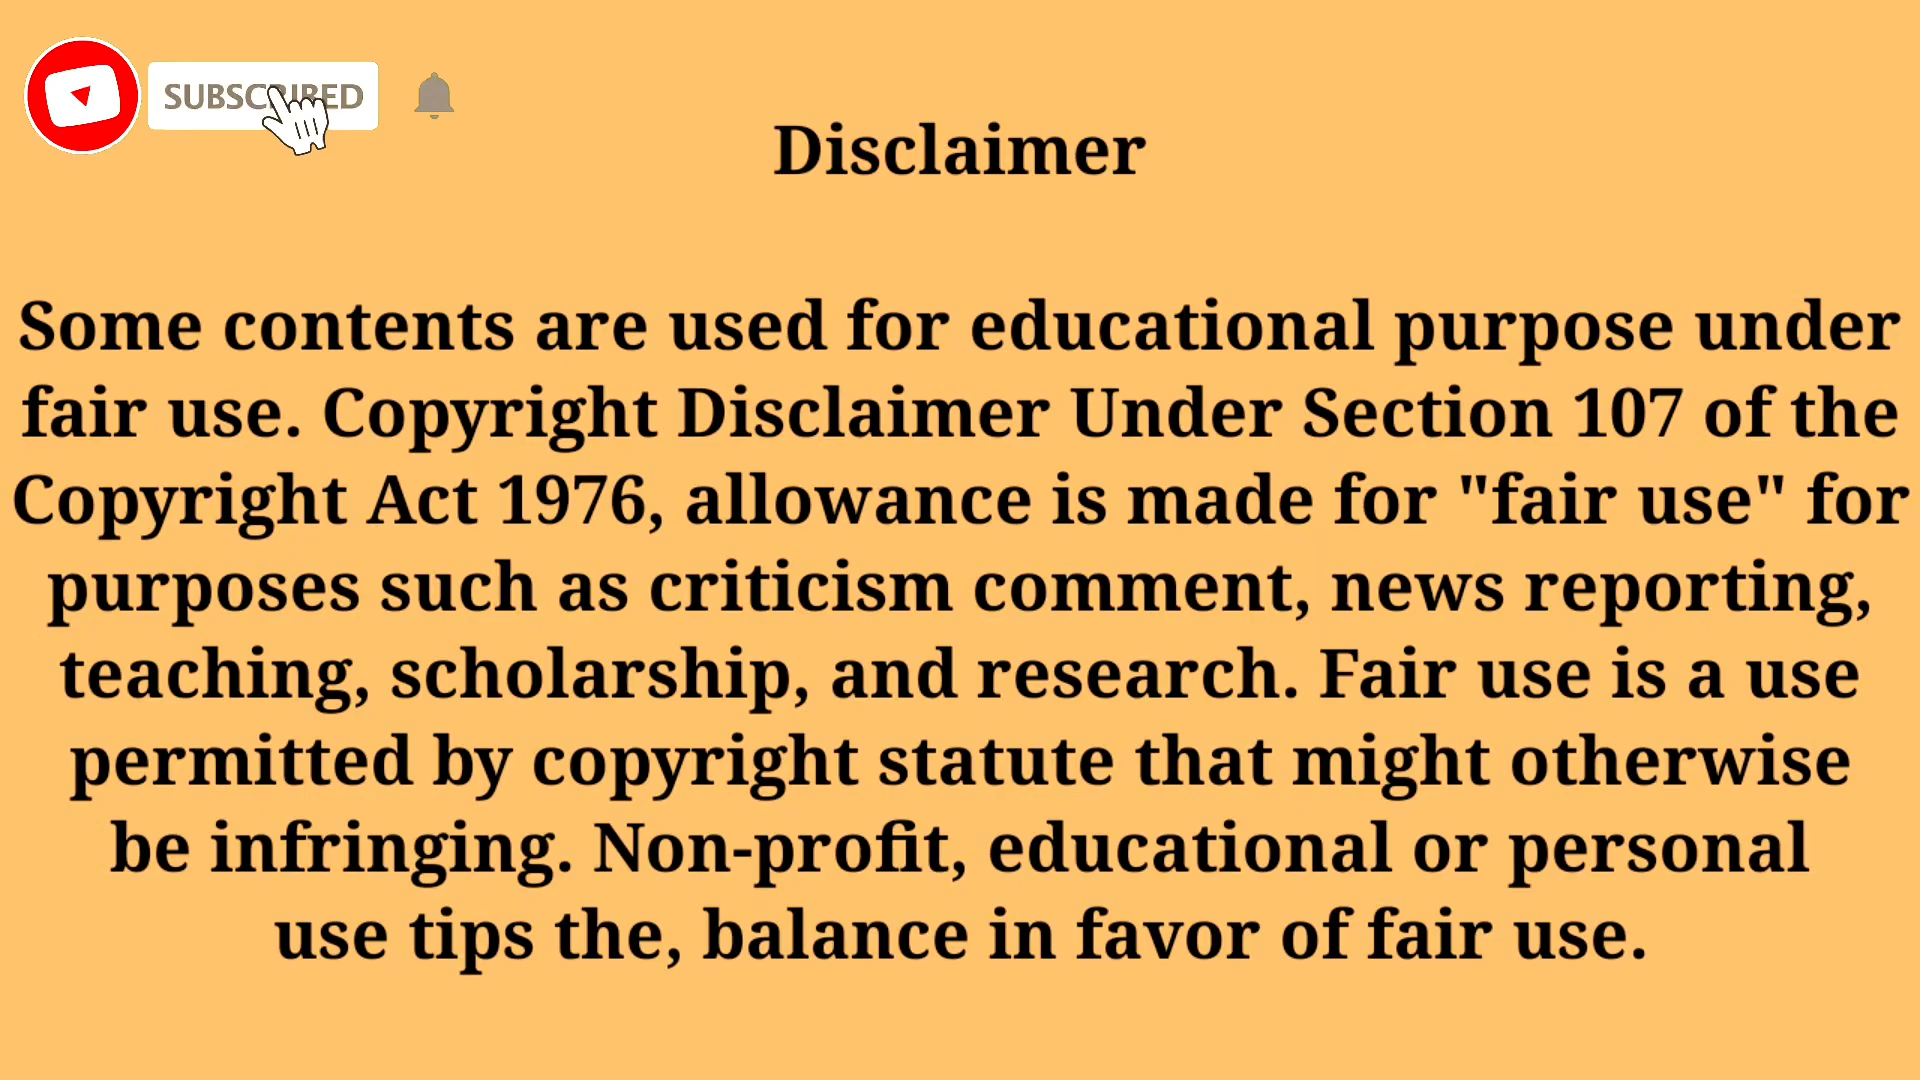 SUBSCRIBED
Disclaimer
Some contents are used for educational purpose under
fair use. Copyright Disclaimer Under Section 107 of the
Copyright Act 1976, allowance is made for "fair use" for
purposes such as criticism comment, news reporting,
teaching, scholarship, and research. Fair use is a use
permitted by copyright statute that might otherwise
be infringing. Non-profit, educational or personal
use tips the, balance in favor of fair use.